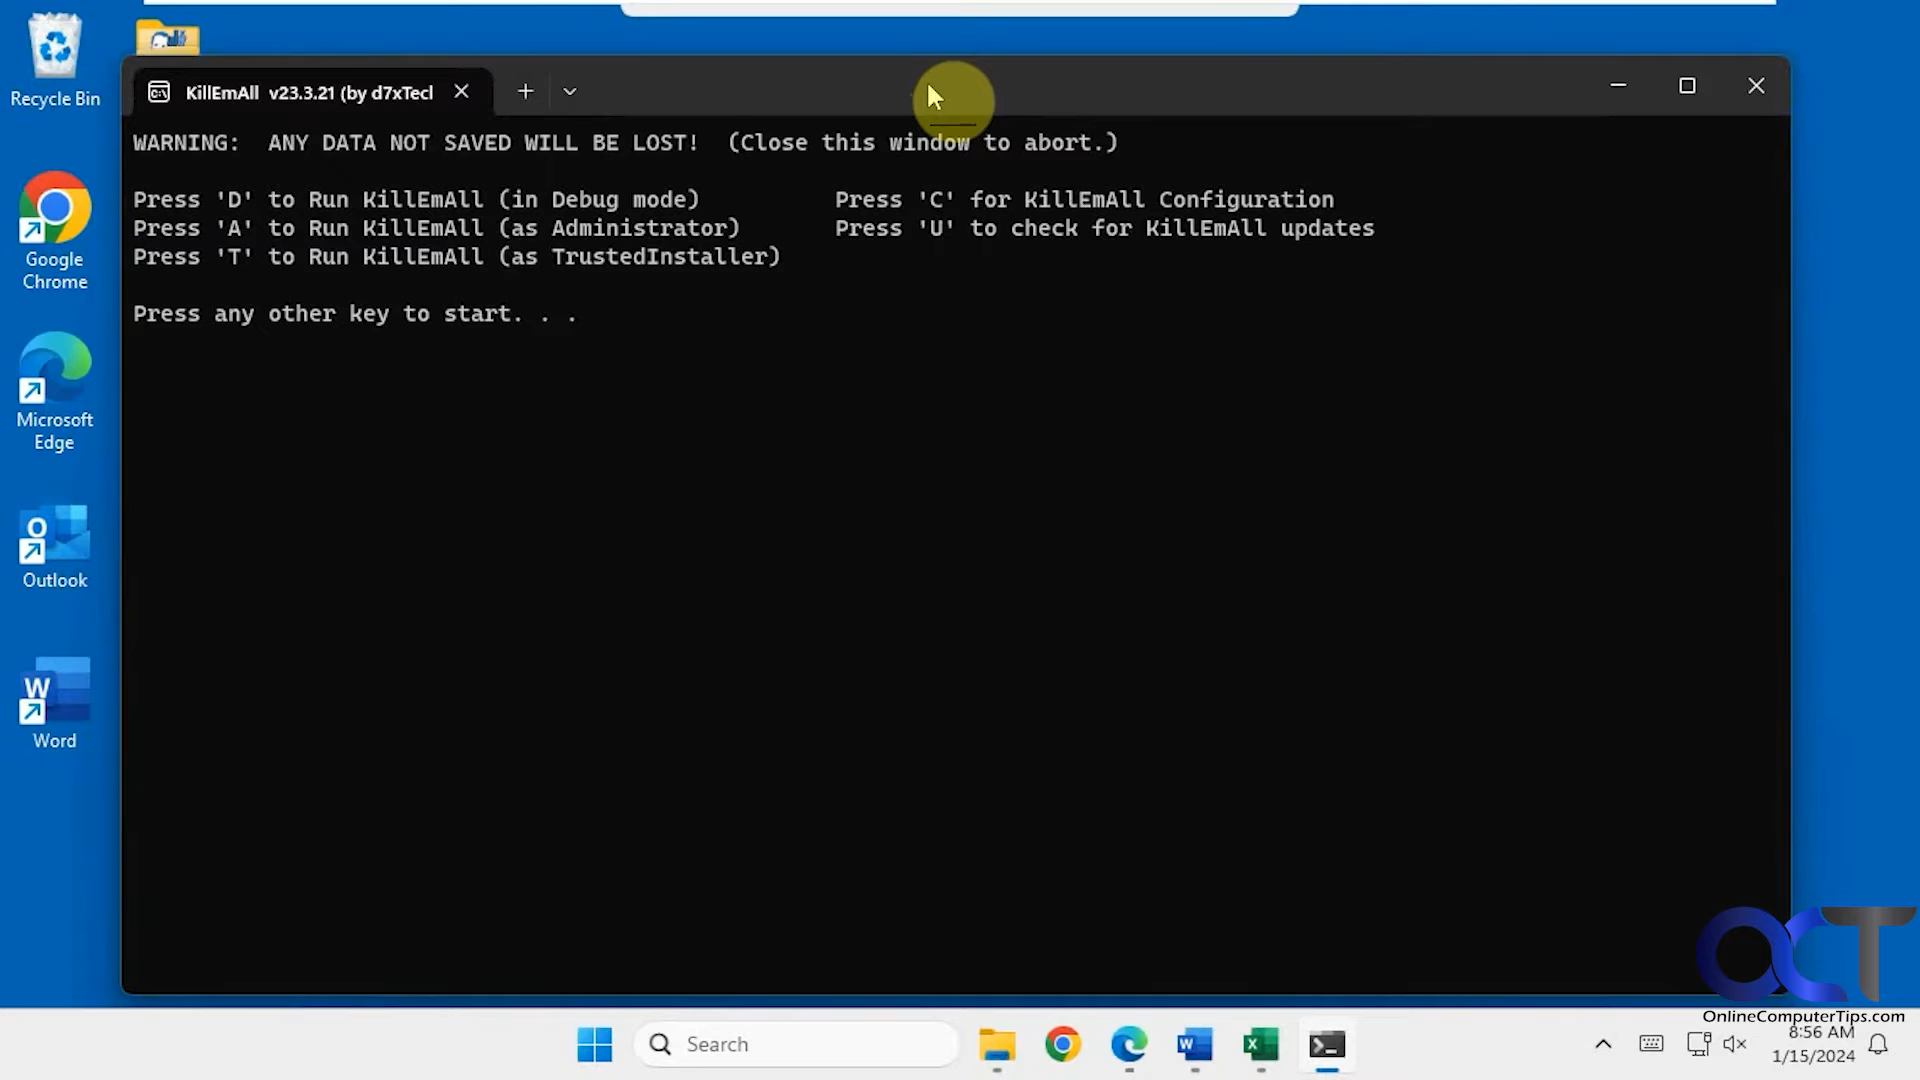 Recycle Bin
Google
Chrome
Microsoft
Edge
Outlook
Word
KillEmAll v23.3.21 (by d7xTecl
WARNING: ANY DATA NOT SAVED WILL BE LOST! (Close this window to abort.)
Press 'D' to Run KillEmAll (in Debug mode) Press 'C' for KillEmAll Configuration
Press 'A' to Run KillEmAll (as Administrator) Press 'U' to check for KillEmAll updates
Press 'T' to Run KillEmAll (as TrustedInstaller)
Press any other key to start. . .
OCT
OnlineComputerTips.com
Search
8:56 AM
1/15/2024